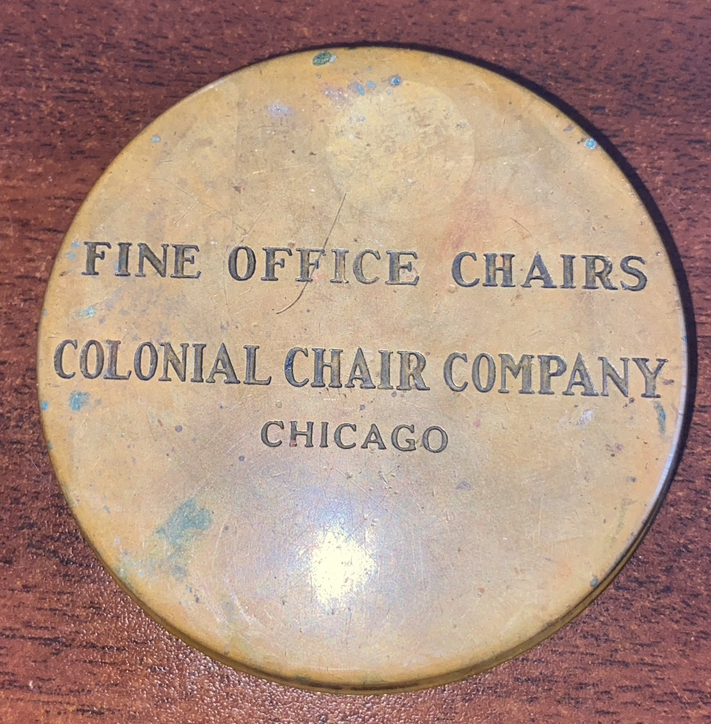 FINE OFFICE CHAIRS
COLONIAL CHAIR COMPANY
CHICAGO